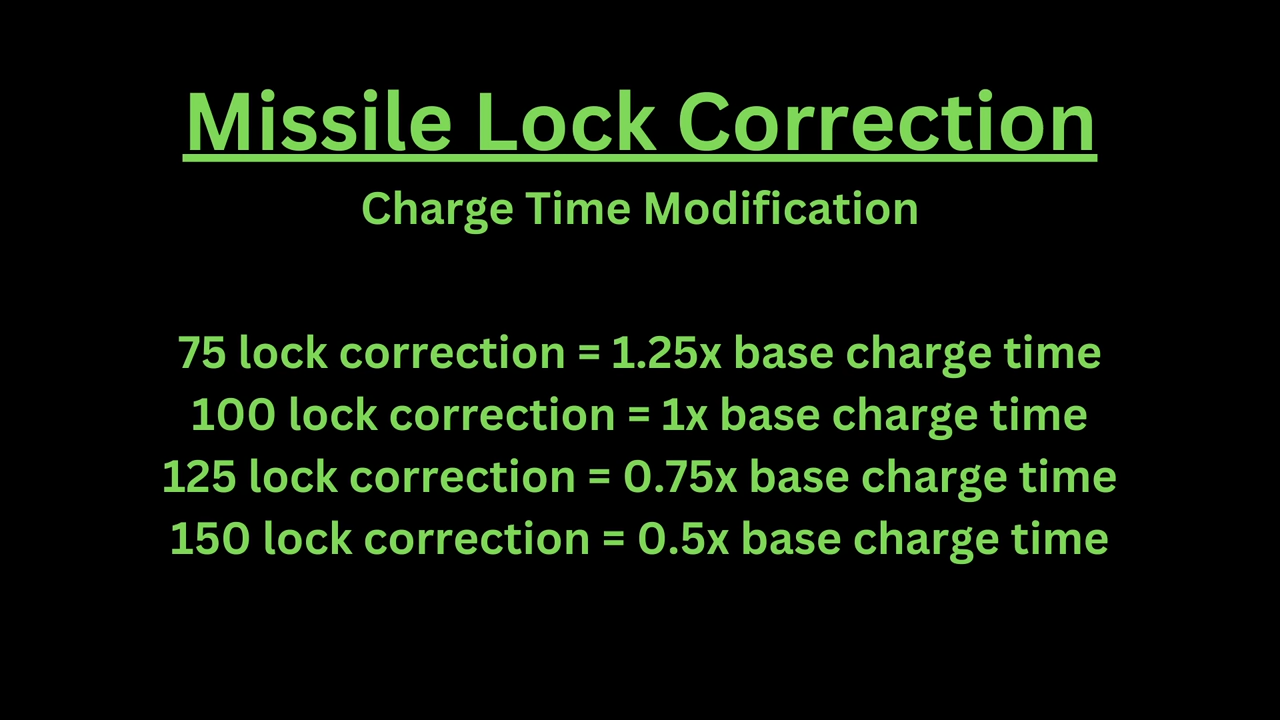 Missile Lock Correction
Charge Time Modification
75 lock correction = 1.25x base charge time
100 lock correction = 1x base charge time
125 lock correction = 0.75x base charge time
150 lock correction = 0.5x base charge time